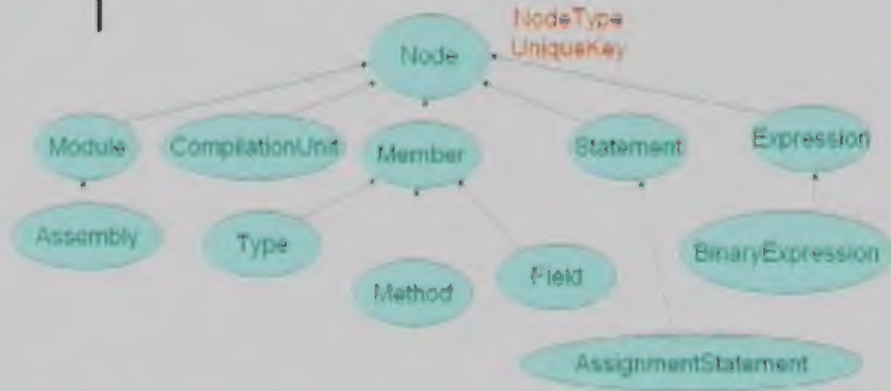 NodeType
UniqueKey
Node
Module
CompilationUnit
Member
Statement
Expression
Assembly
Type
Method
Field
BinaryExpression
AssignmentStatement